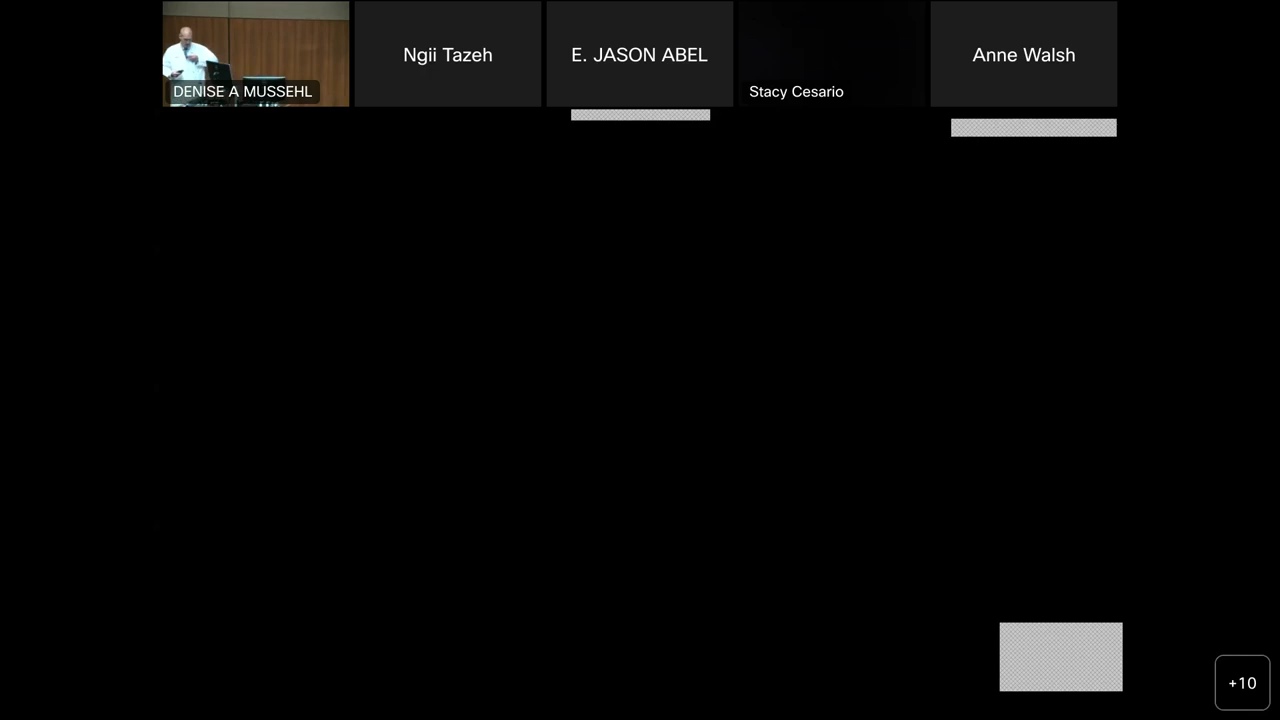 DENISE A MUSSEHL
Ngii Tazeh
E. JASON ABEL
Stacy Cesario
Anne Walsh
+10